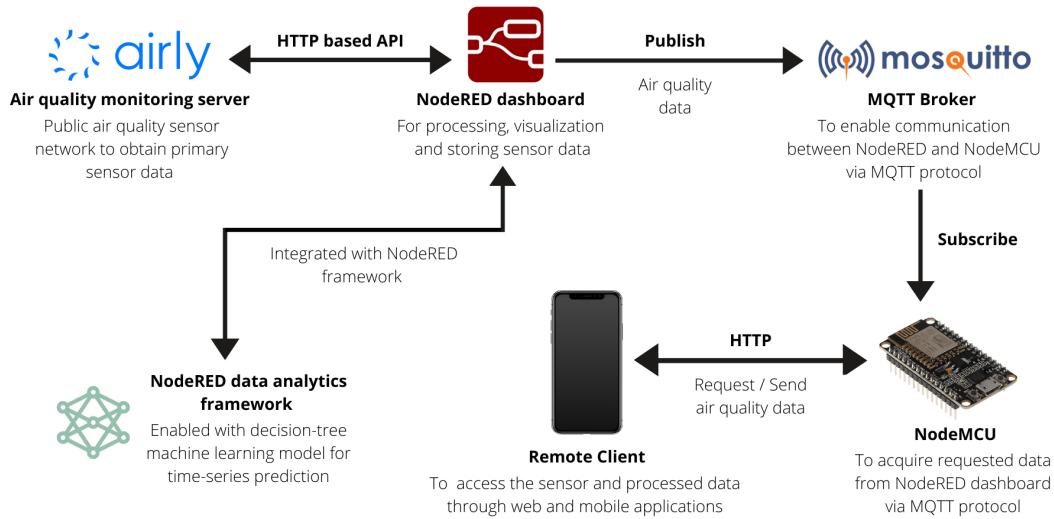 airly
HTTP based API
Publish
mosquitto
Air quality monitoring server
Public air quality sensor
network to obtain primary
sensor data
NodeRED dashboard
For processing, visualization
and storing sensor data
Air quality
data
MQTT Broker
To enable communication
between NodeRED and NodeMCU
via MQTT protocol
Integrated with NodeRED
framework
Subscribe
NodeRED data analytics
framework
Enabled with decision-tree
machine learning model for
time-series prediction
HTTP
Request / Send
air quality data
Remote Client
To access the sensor and processed data
through web and mobile applications
NodeMCU
To acquire requested data
from NodeRED dashboard
via MQTT protocol